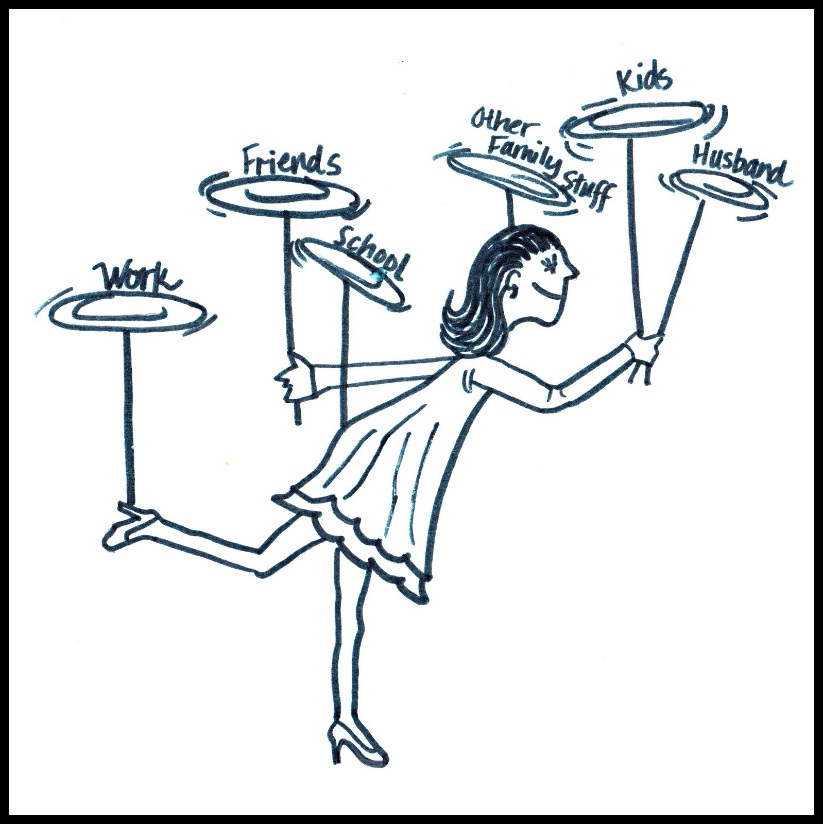 Kids
Other
Family
Stuff
Husband
Friends
School
Work